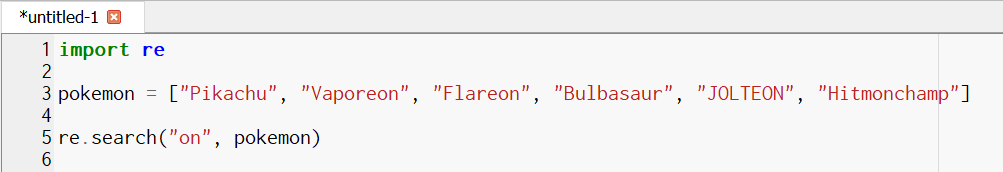 *untitled-1
1 import re
2
3 pokemon = ["Pikachu", "Vaporeon", "Flareon", "Bulbasaur", "JOLTEON", "Hitmonchamp"]
4
5 re.search("on", pokemon)
6